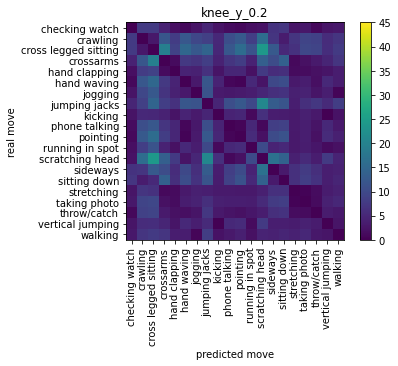 knee_y_0.2
real move
checking watch
crawling
cross legged sitting
crossarms
hand clapping
hand waving
jogging
jumping jacks
kicking
phone talking
pointing
running in spot
scratching head
sideways
sitting down
stretching
taking photo
throw/catch
vertical jumping
walking
checking watch
crawling
cross legged sitting
crossarms
hand clapping
hand waving
jogging
jumping jacks
kicking
phone talking
pointing
running in spot
scratching head
sideways
sitting down
stretching
taking photo
throw/catch
vertical jumping
walking
predicted move
45
40
35
30
25
20
15
10
5
0